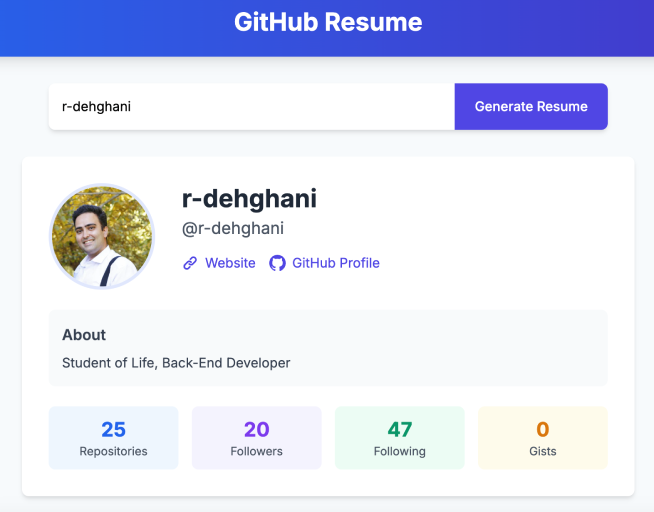 GitHub Resume
r-dehghani
Generate Resume
r-dehghani
@r-dehghani
Website
GitHub Profile
About
Student of Life, Back-End Developer
25
Repositories
20
Followers
47
Following
0
Gists